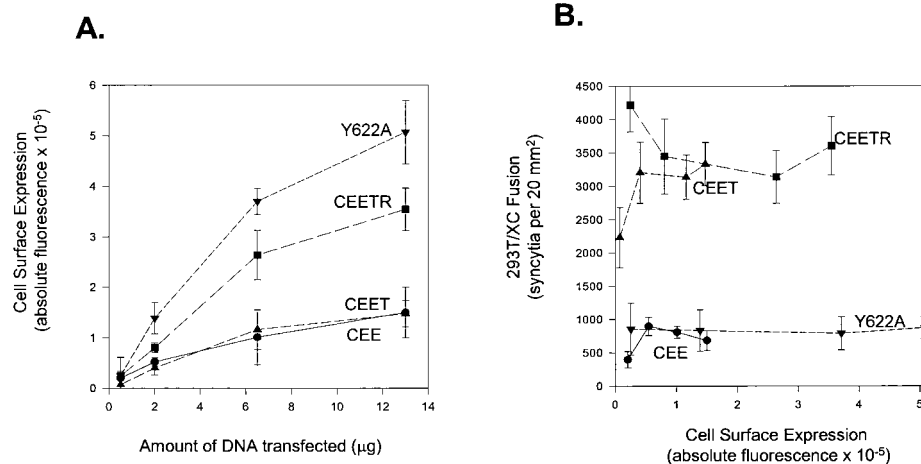 A.
Cell Surface Expression
(absolute fluorescence x 10-5)
6
5
4
3
2
1
0
Y622A
CEETR
CEET
CEE
0 2 4 6 8 10 12 14
Amount of DNA transfected (μg)
B.
293T/XC Fusion
(syncytia per 20 mm2)
4500
4000
3500
3000
2500
2000
1500
1000
500
0
CEETR
CEET
Y622A
CEE
0 1 2 3 4 5
Cell Surface Expression
(absolute fluorescence x 10-5)